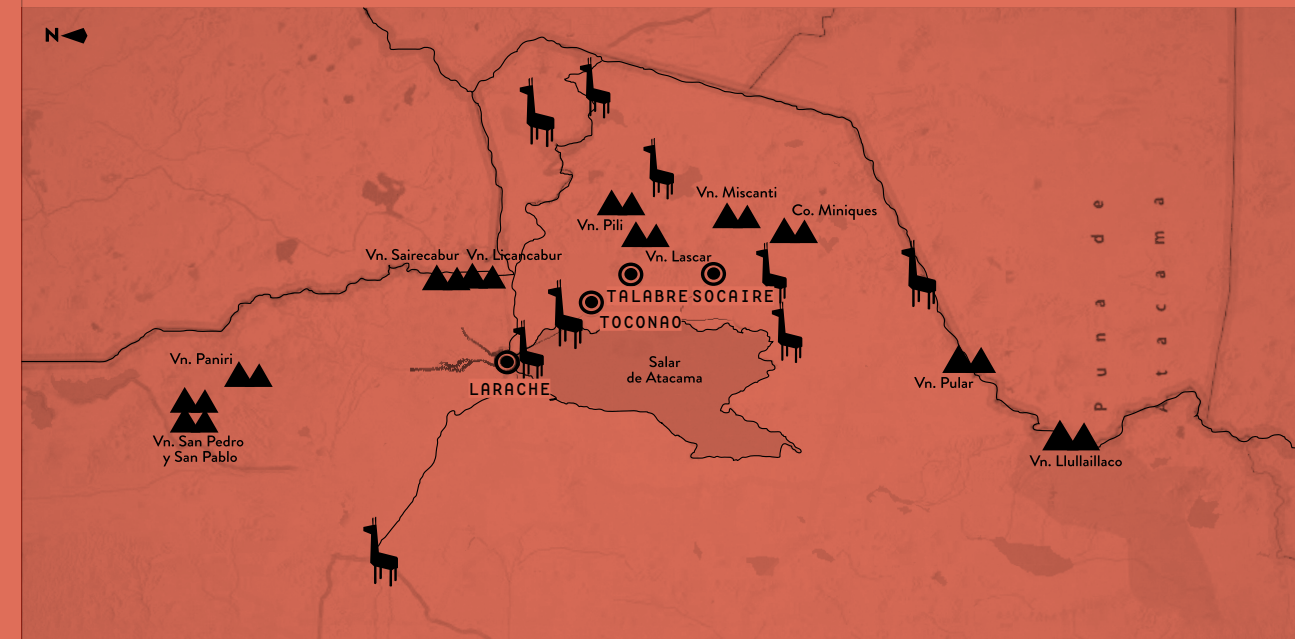 N
Vn. Miscanti
Co. Miniques
Vn. Pili
Vn. Sairecabur
Vn. Licancabur
Vn. Lascar
TALABRE
SOCAIRE
TOCONAO
Vn. Paniri
Salar
de Atacama
LARACHE
Vn. Pular
Vn. San Pedro
y San Pablo
Vn. Llullaillaco
Puna de
Atacama